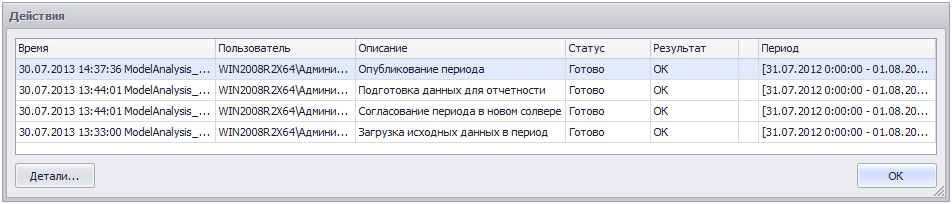 Действия
Время Пользователь Описание Статус Результат Период
30.07.2013 14:37:36 ModelAnalysis_... WIN2008R2X64\Админи... Опубликование периода Готово ОК [31.07.2012 0:00:00 - 01.08.20...
30.07.2013 13:44:01 ModelAnalysis_... WIN2008R2X64\Админи... Подготовка данных для отчетности Готово ОК [31.07.2012 0:00:00 - 01.08.20...
30.07.2013 13:44:01 ModelAnalysis_... WIN2008R2X64\Админи... Согласование периода в новом солвере Готово ОК [31.07.2012 0:00:00 - 01.08.20...
30.07.2013 13:33:00 ModelAnalysis_... WIN2008R2X64\Админи... Загрузка исходных данных в период Готово ОК [31.07.2012 0:00:00 - 01.08.20...
Детали... ОК